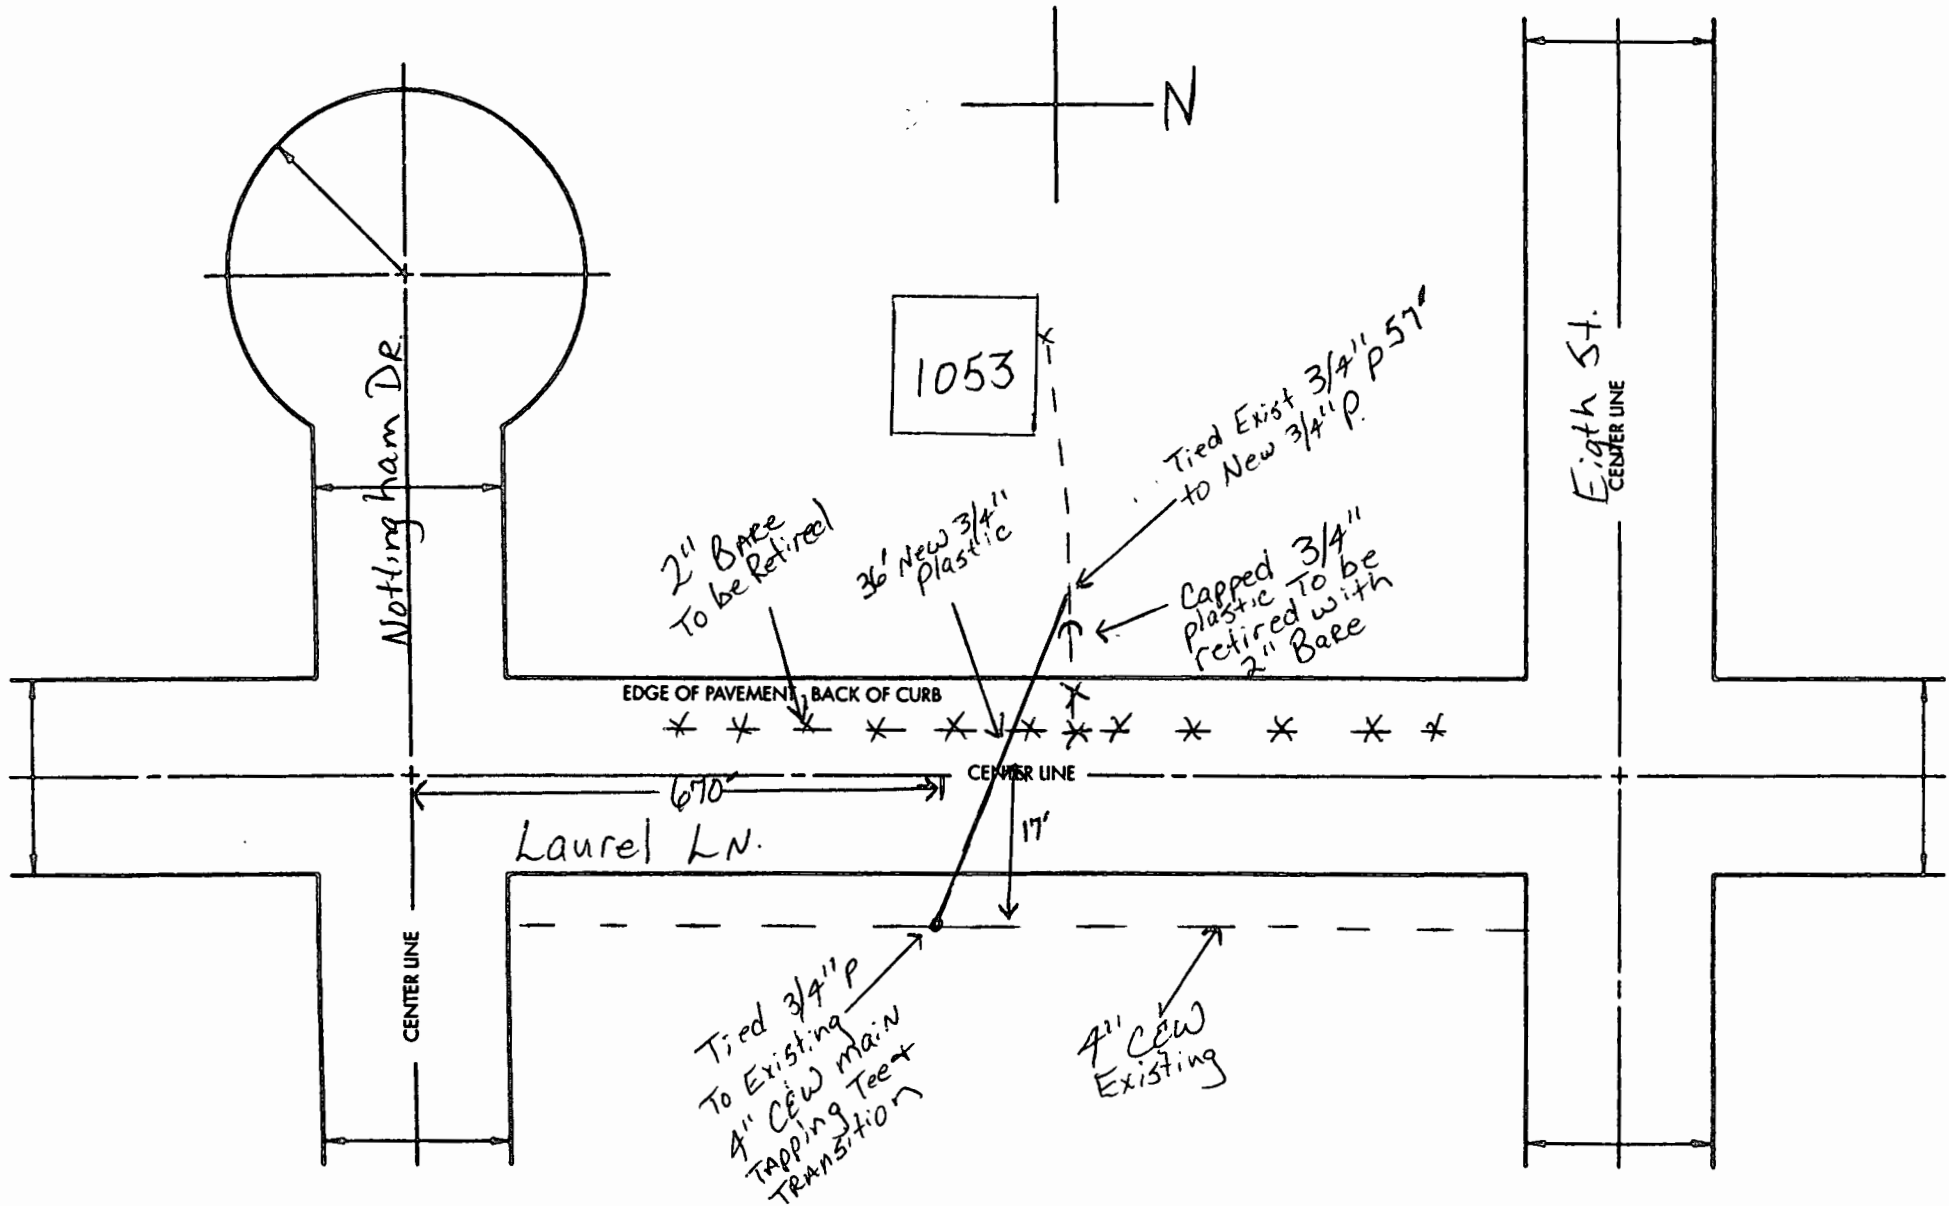 N
1053
Nottingham DR.
Eigth St.
CENTER LINE
Tied Exist 3/4" P 57'
to New 3/4" P.
2" BARE
To be Retired
36' New 3/4"
plastic
Capped 3/4"
plastic To be
retired with
2" Bare
EDGE OF PAVEMENT, BACK OF CURB
CENTER LINE
670'
17'
Laurel LN.
CENTER LINE
Tied 3/4" P
To Existing
4" C&W main
TAPPing Tee &
TRANSition
4" C&W
Existing